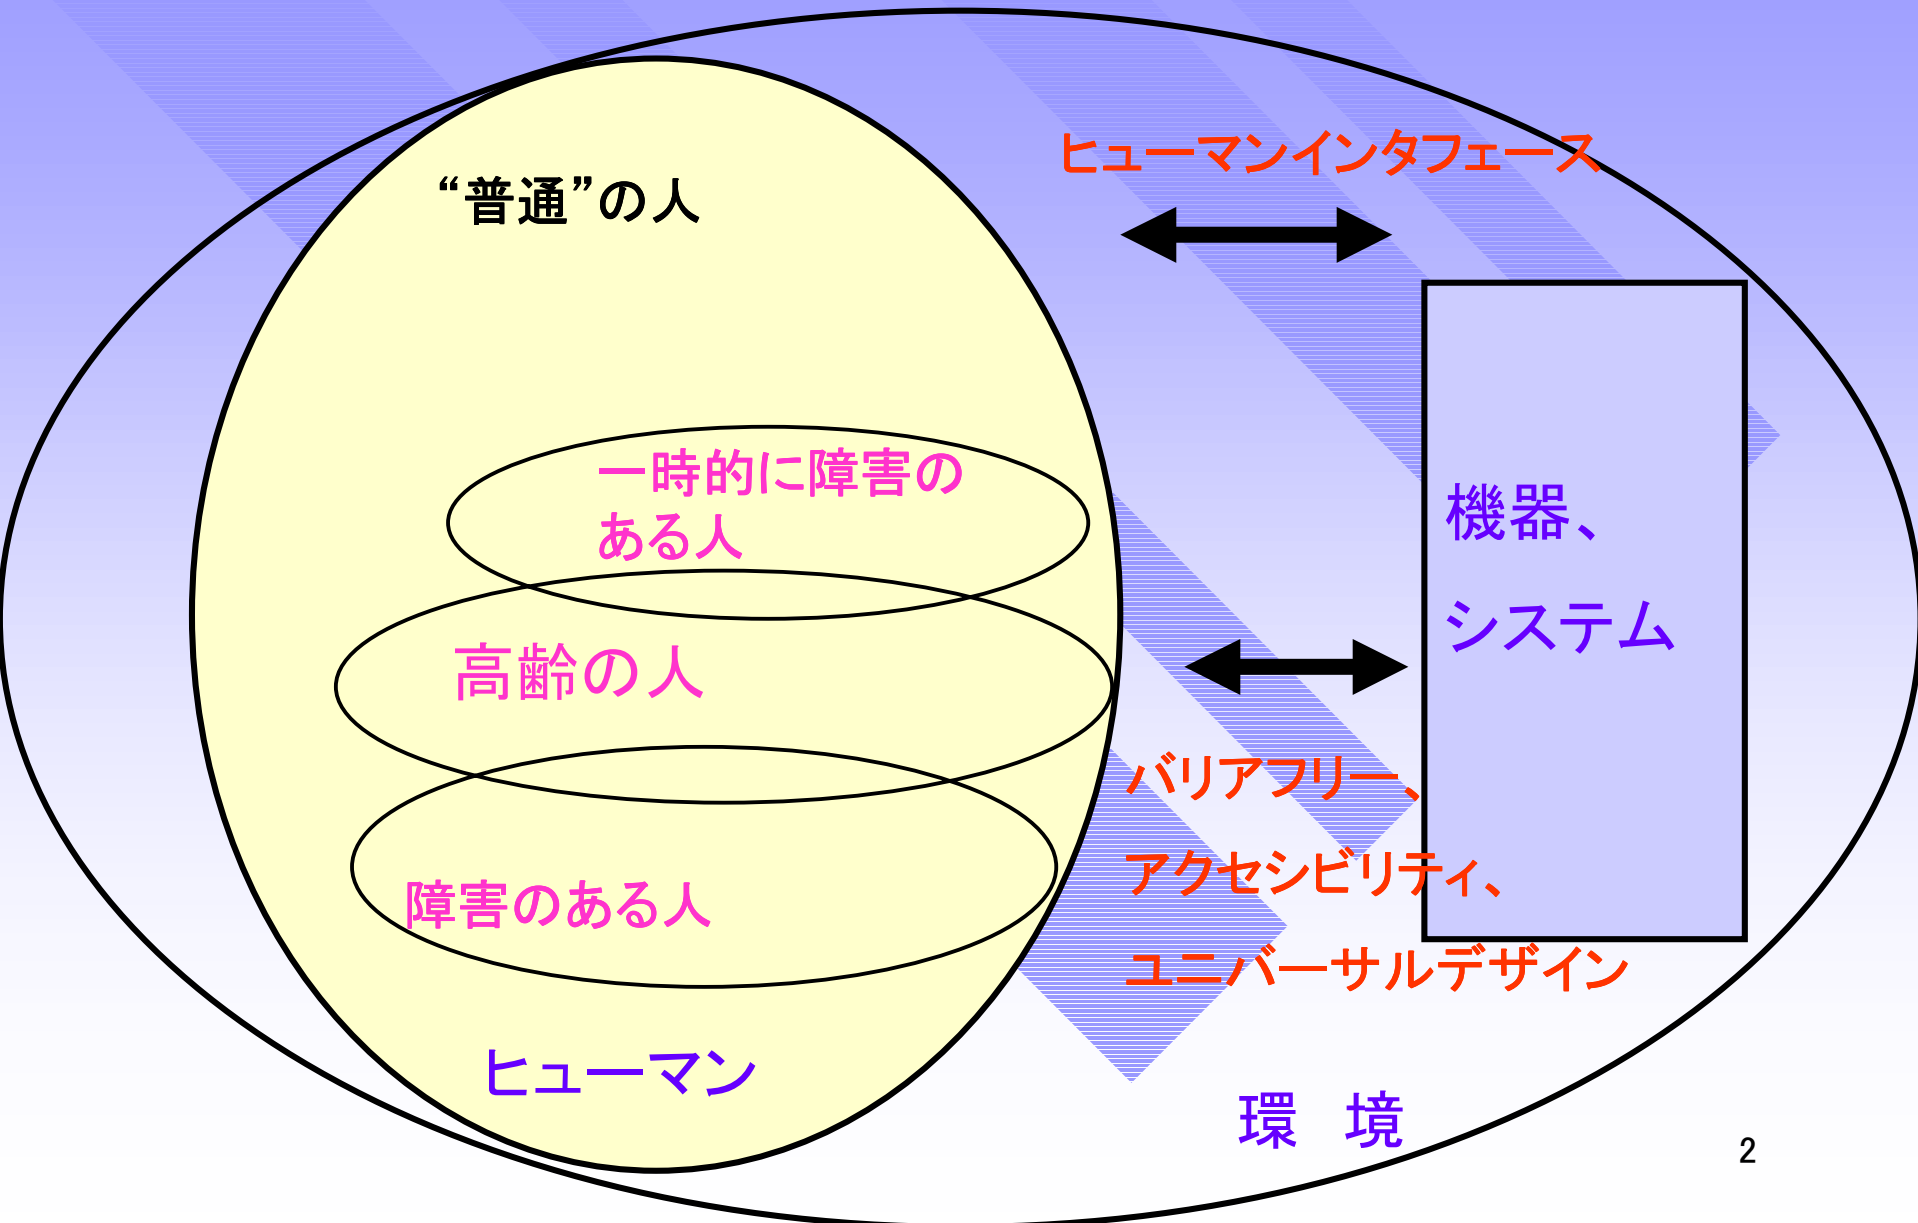 ヒューマンインタフェース
“普通”の人
一時的に障害の
ある人
機器、
システム
高齢の人
バリアフリー、
アクセシビリティ、
障害のある人
ユニバーサルデザイン
ヒューマン
環　境
2